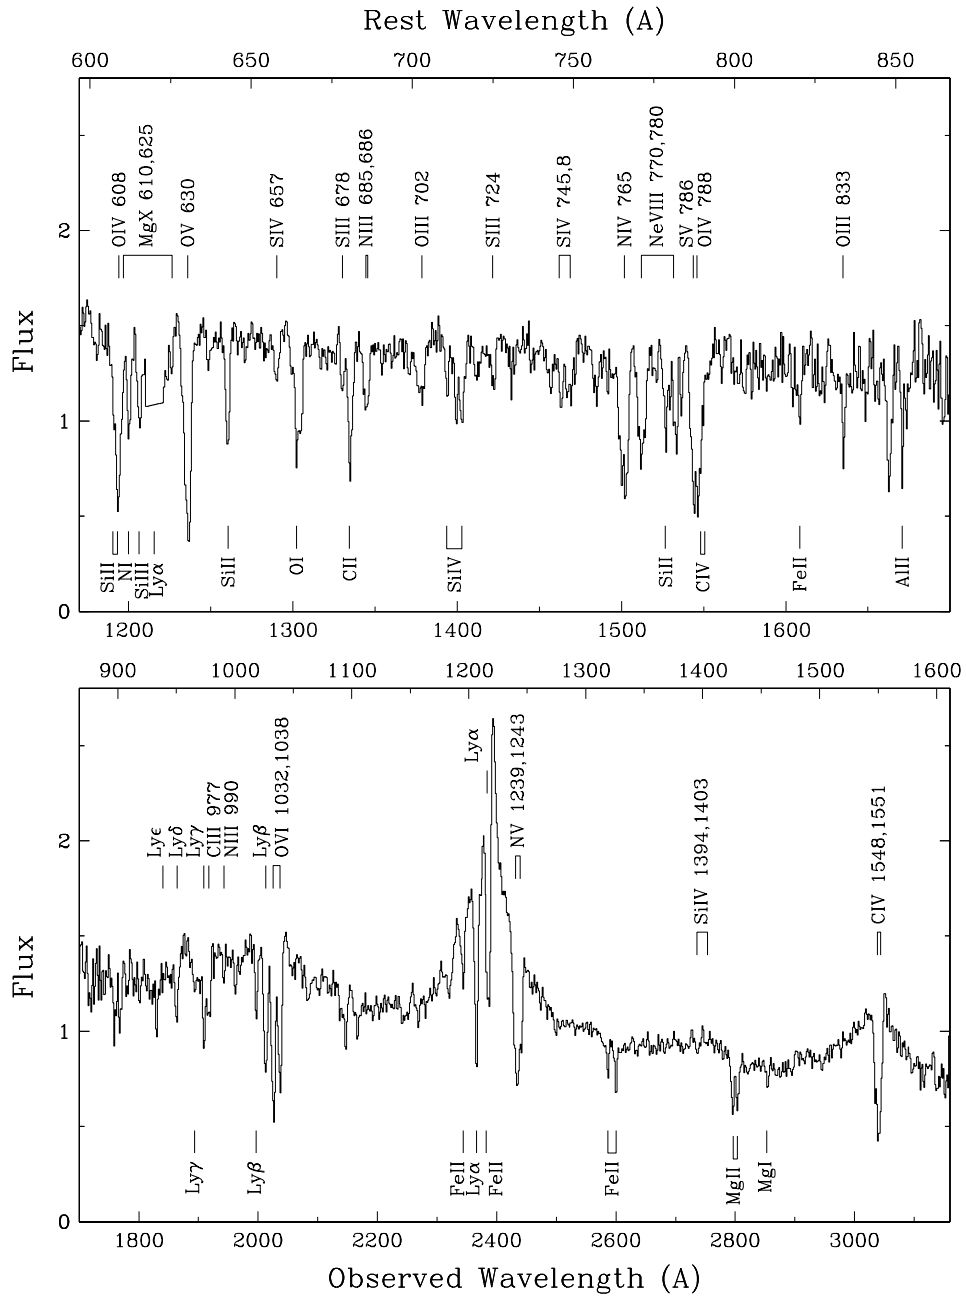 Rest Wavelength (A)
600 650 700 750 800 850
OIV 608
MgX 610,625
OV 630
SIV 657
SIII 678
NIII 685,686
OIII 702
SIII 724
SIV 745,8
NIV 765
NeVIII 770,780
SV 786
OIV 788
OIII 833
Flux
2
1
0
SiII
NI
SiIII
Lyα
SiII
OI
CII
SiIV
SiII
CIV
FeII
AlII
1200 1300 1400 1500 1600
900 1000 1100 1200 1300 1400 1500 1600
Lyϵ
Lyδ
Lyγ
CIII 977
NIII 990
Lyβ
OVI 1032,1038
Lyα
NV 1239,1243
SiIV 1394,1403
CIV 1548,1551
Flux
2
1
0
Lyγ
Lyβ
FeII
Lyα
FeII
FeII
MgII
MgI
1800 2000 2200 2400 2600 2800 3000
Observed Wavelength (A)